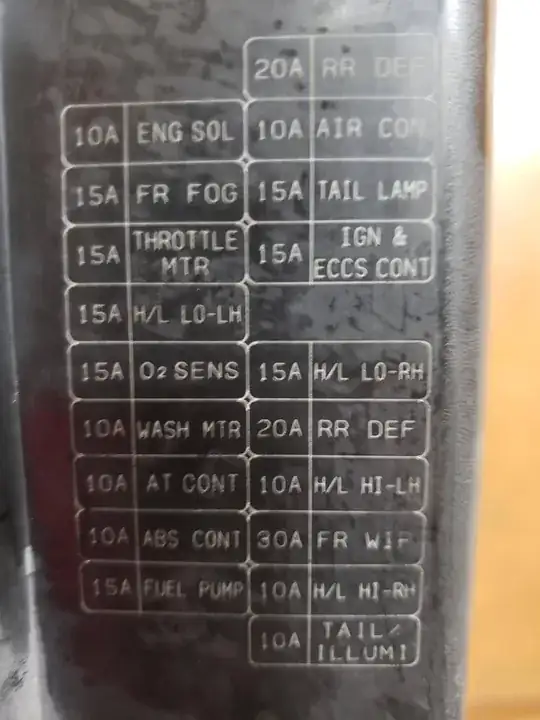 20A RR DEF
10A ENG SOL 10A AIR CON
15A FR FOG 15A TAIL LAMP
15A THROTTLE MTR 15A IGN & ECCS CONT
15A H/L LO-LH
15A O2 SENS 15A H/L LO-RH
10A WASH MTR 20A RR DEF
10A AT CONT 10A H/L HI-LH
10A ABS CONT 30A FR WIP
15A FUEL PUMP 10A H/L HI-RH
10A TAIL/ ILLUMI